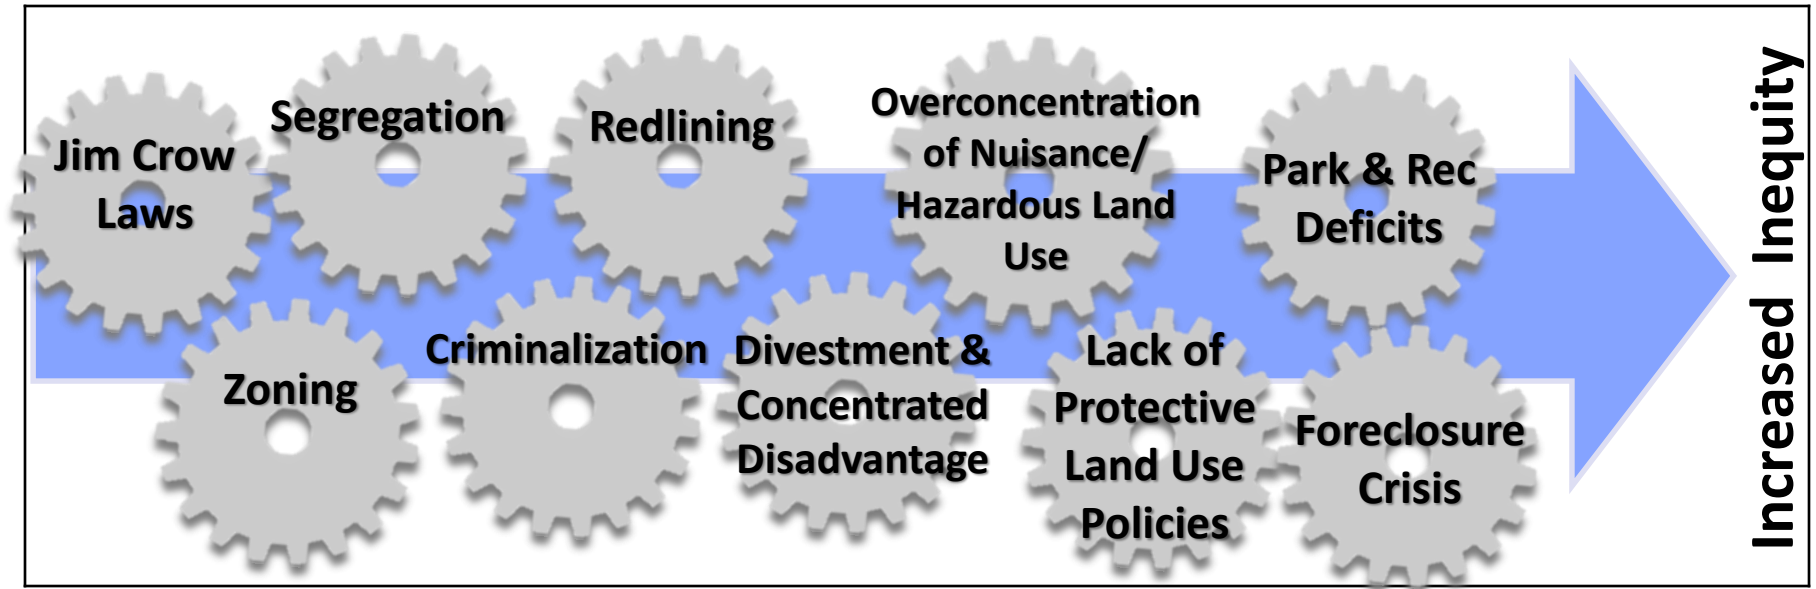 Jim Crow
Laws
Segregation
Redlining
Overconcentration
of Nuisance/
Hazardous Land
Use
Park & Rec
Deficits
Zoning
Criminalization
Divestment &
Concentrated
Disadvantage
Lack of
Protective
Land Use
Policies
Foreclosure
Crisis
Increased Inequity